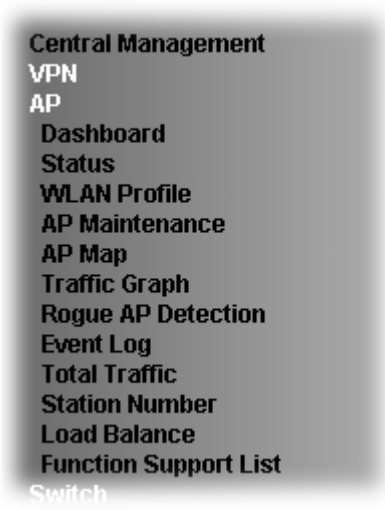 Central Management
VPN
AP
Dashboard
Status
WLAN Profile
AP Maintenance
AP Map
Traffic Graph
Rogue AP Detection
Event Log
Total Traffic
Station Number
Load Balance
Function Support List
Switch